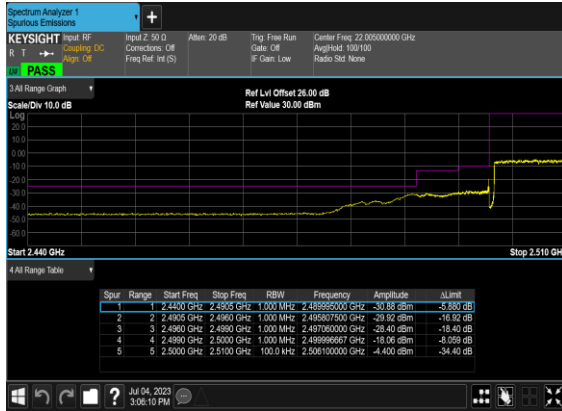 Spectrum Analyzer 1
Spurious Emissions
KEYSIGHT
R T
Input: RF
Coupling: DC
Align: Off
Input Z: 50 Ω
Corrections: Off
Freq Ref: Int (S)
Atten: 20 dB
Trig: Free Run
Gate: Off
IF Gain: Low
Center Freq: 22.005000000 GHz
Avg|Hold: 100/100
Radio Std: None
PASS
3 All Range Graph
Scale/Div 10.0 dB
Ref Lvl Offset 26.00 dB
Ref Value 30.00 dBm
Log
20.0
10.0
0.00
-10.0
-20.0
-30.0
-40.0
-50.0
-60.0
Start 2.440 GHz
Stop 2.510 GH
4 All Range Table
Spur Range Start Freq Stop Freq RBW Frequency Amplitude ΔLimit
1 1 2.4400 GHz 2.4905 GHz 1.000 MHz 2.489995000 GHz -30.88 dBm -5.880 dB
2 2 2.4905 GHz 2.4960 GHz 1.000 MHz 2.495807500 GHz -29.92 dBm -16.92 dB
3 3 2.4960 GHz 2.4990 GHz 1.000 MHz 2.497060000 GHz -28.40 dBm -18.40 dB
4 4 2.4990 GHz 2.5000 GHz 1.000 MHz 2.499996667 GHz -18.06 dBm -8.059 dB
5 5 2.5000 GHz 2.5100 GHz 100.0 kHz 2.506100000 GHz -4.400 dBm -34.40 dB
?
Jul 04, 2023
3:06:10 PM